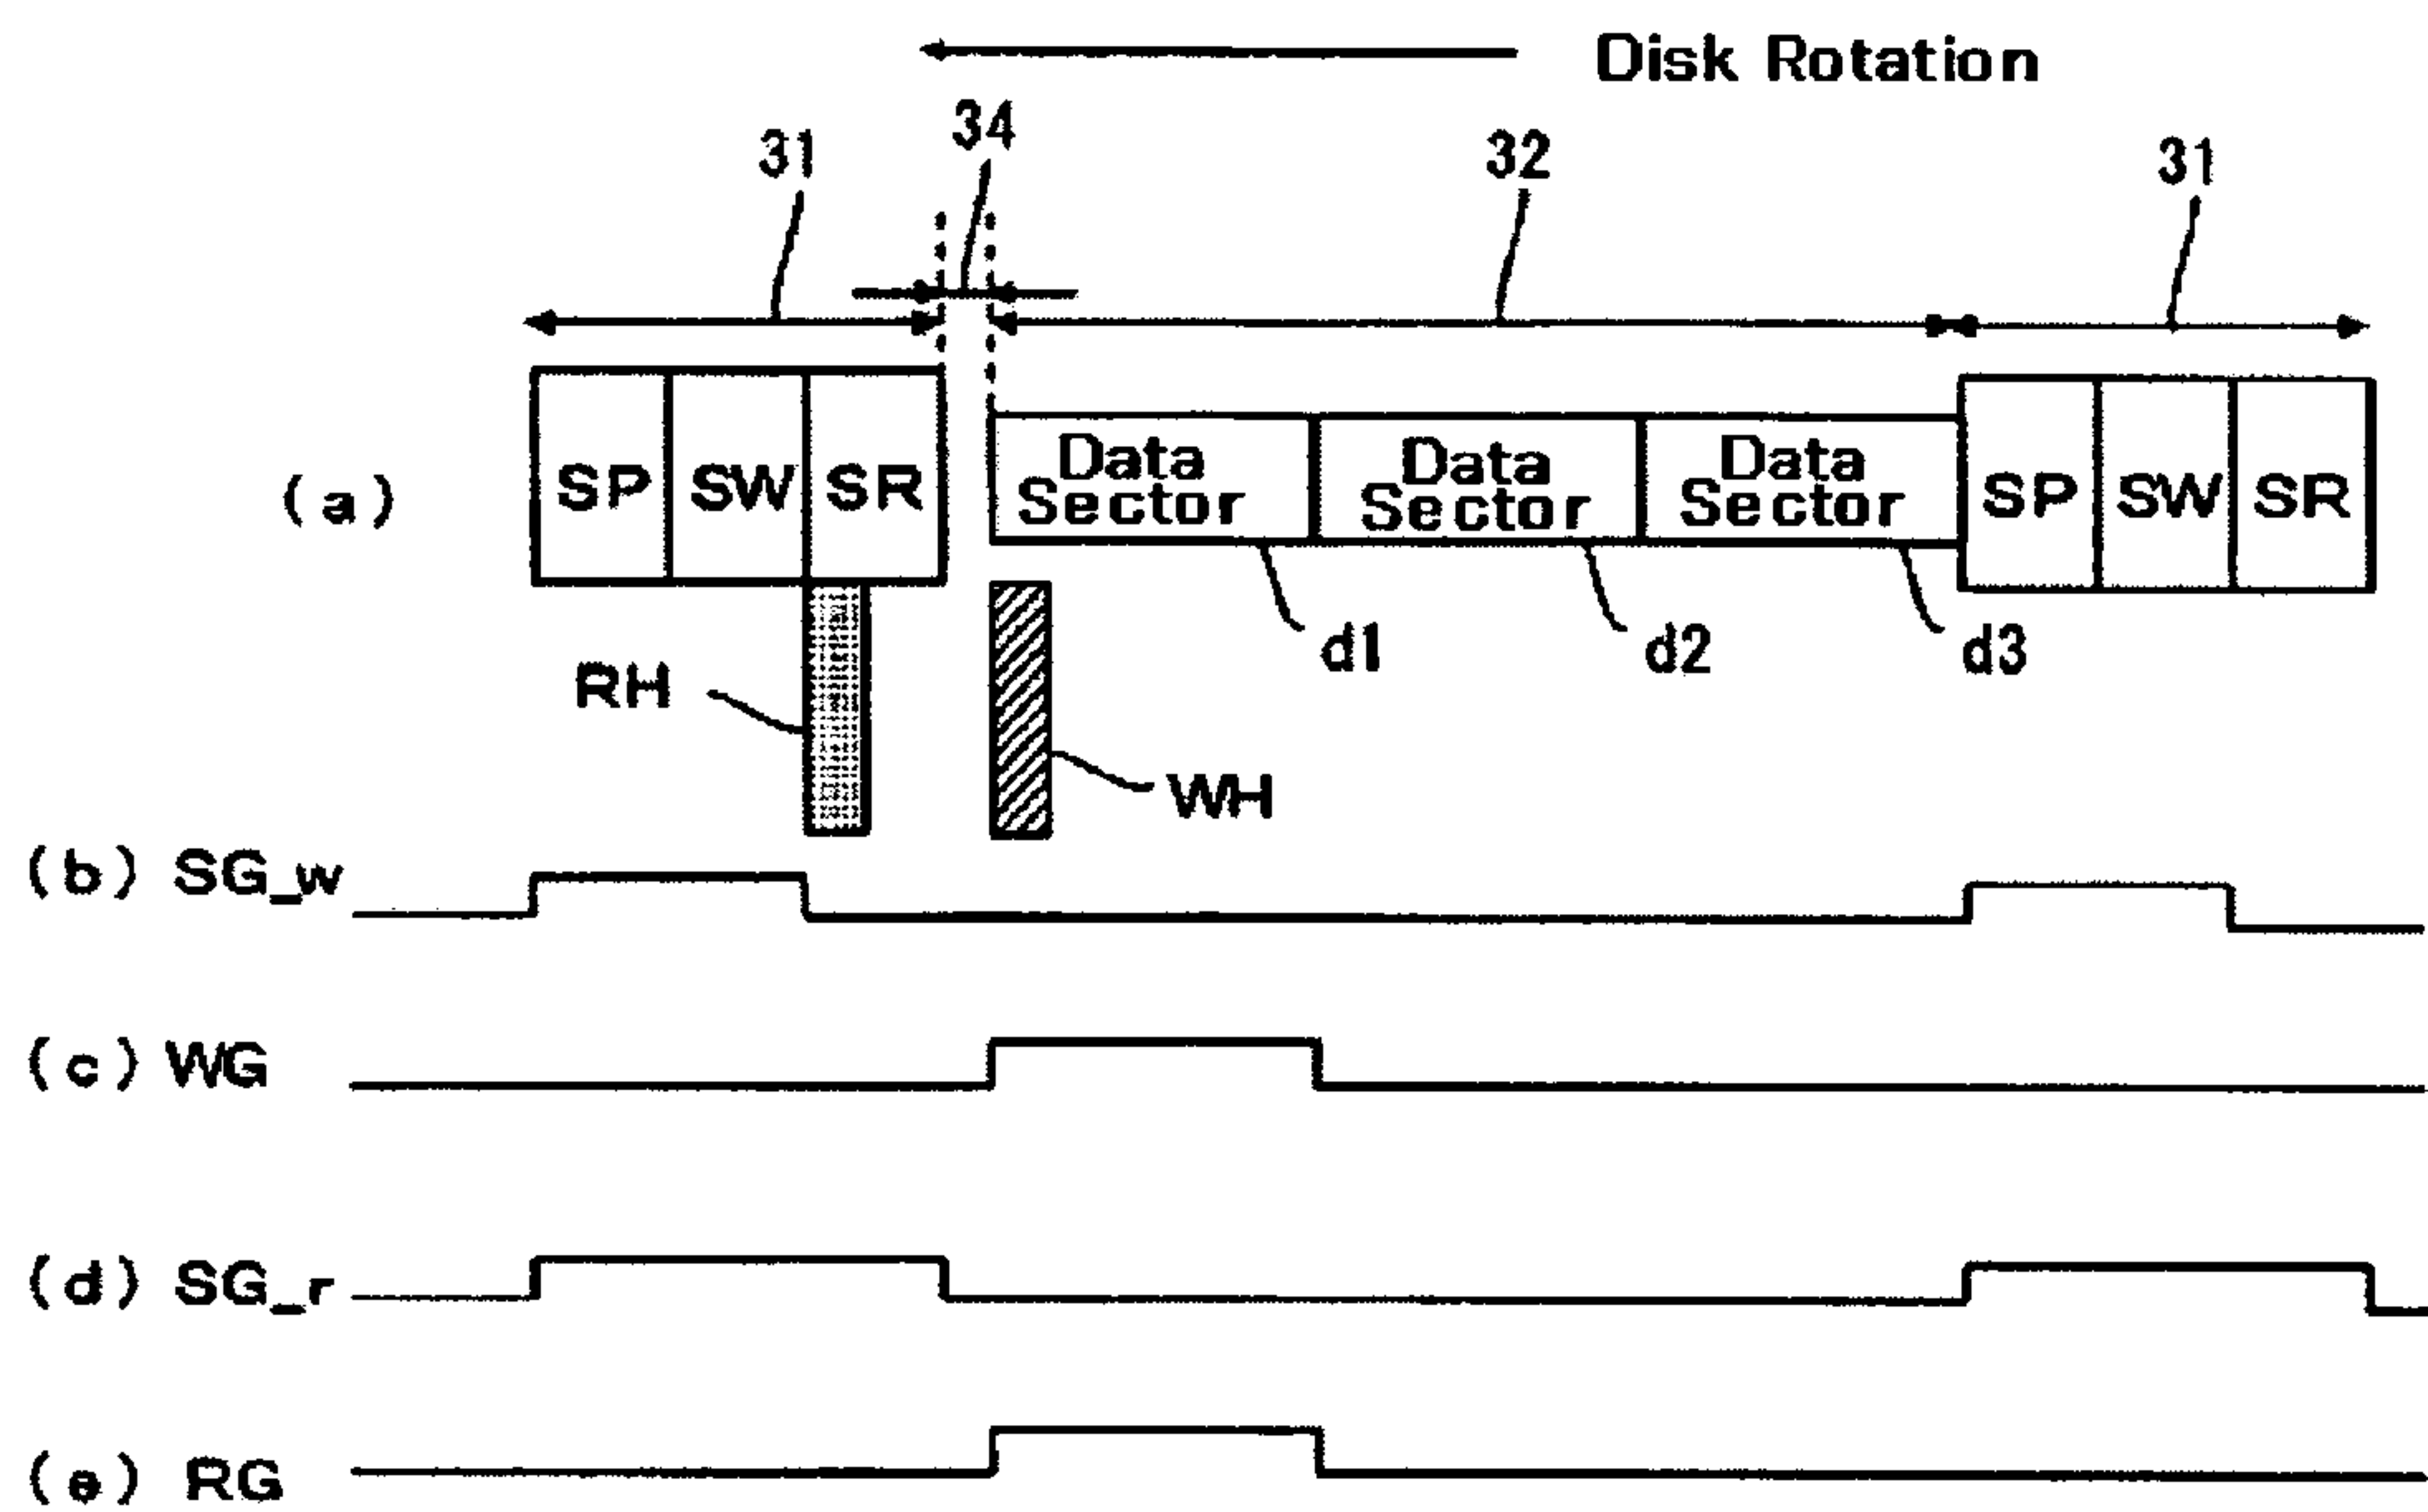 Disk Rotation
34
31 32 31
(a) SP SW SR Data Sector Data Sector Data Sector SP SW SR
d1 d2 d3
RH
WH
(b) SG_w
(c) WG
(d) SG_r
(e) RG